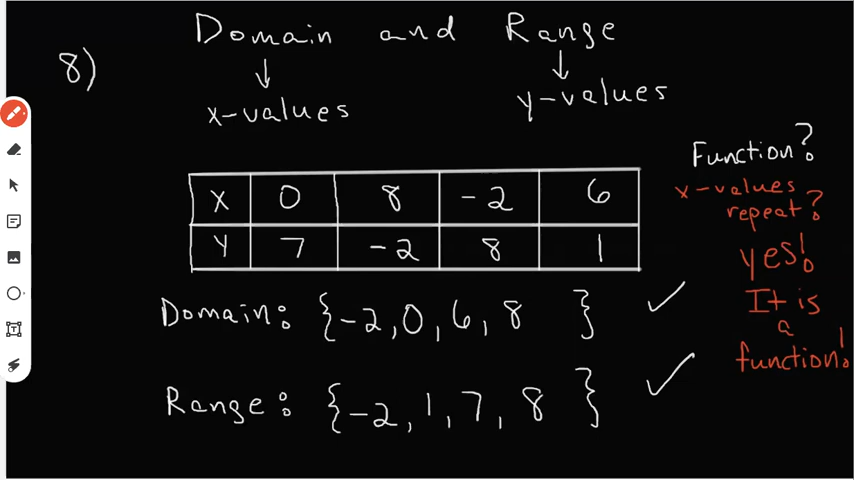 Domain and Range
8)
x-values
y-values
Function?
x-values
repeat?
yes!
It is
a
function!
X 0 8 -2 6
Y 7 -2 8 1
Domain: {-2, 0, 6, 8 }
Range: {-2, 1, 7, 8 }